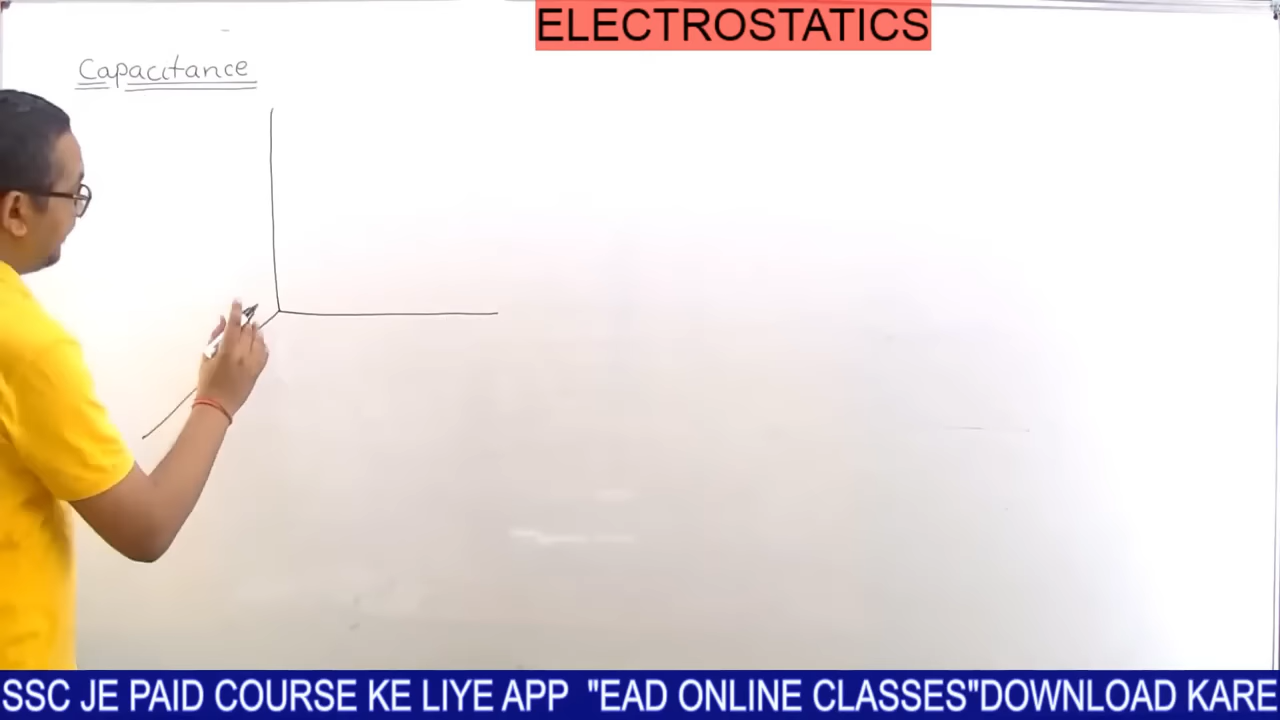 ELECTROSTATICS
Capacitance
SSC JE PAID COURSE KE LIYE APP "EAD ONLINE CLASSES"DOWNLOAD KARE